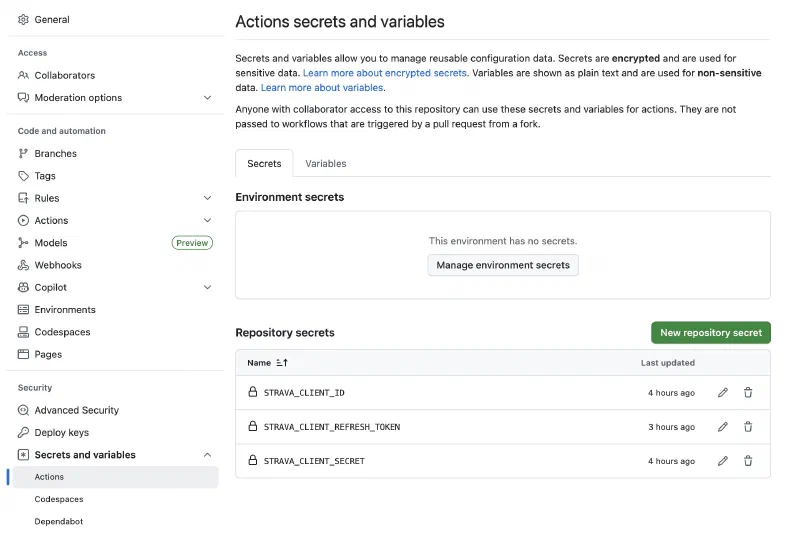 General
Access
Collaborators
Moderation options
Code and automation
Branches
Tags
Rules
Actions
Models Preview
Webhooks
Copilot
Environments
Codespaces
Pages
Security
Advanced Security
Deploy keys
Secrets and variables
Actions
Codespaces
Dependabot
Actions secrets and variables
Secrets and variables allow you to manage reusable configuration data. Secrets are encrypted and are used for
sensitive data. Learn more about encrypted secrets. Variables are shown as plain text and are used for non-sensitive
data. Learn more about variables.
Anyone with collaborator access to this repository can use these secrets and variables for actions. They are not
passed to workflows that are triggered by a pull request from a fork.
Secrets Variables
Environment secrets
This environment has no secrets.
Manage environment secrets
Repository secrets New repository secret
Name Last updated
STRAVA_CLIENT_ID 4 hours ago
STRAVA_CLIENT_REFRESH_TOKEN 3 hours ago
STRAVA_CLIENT_SECRET 4 hours ago